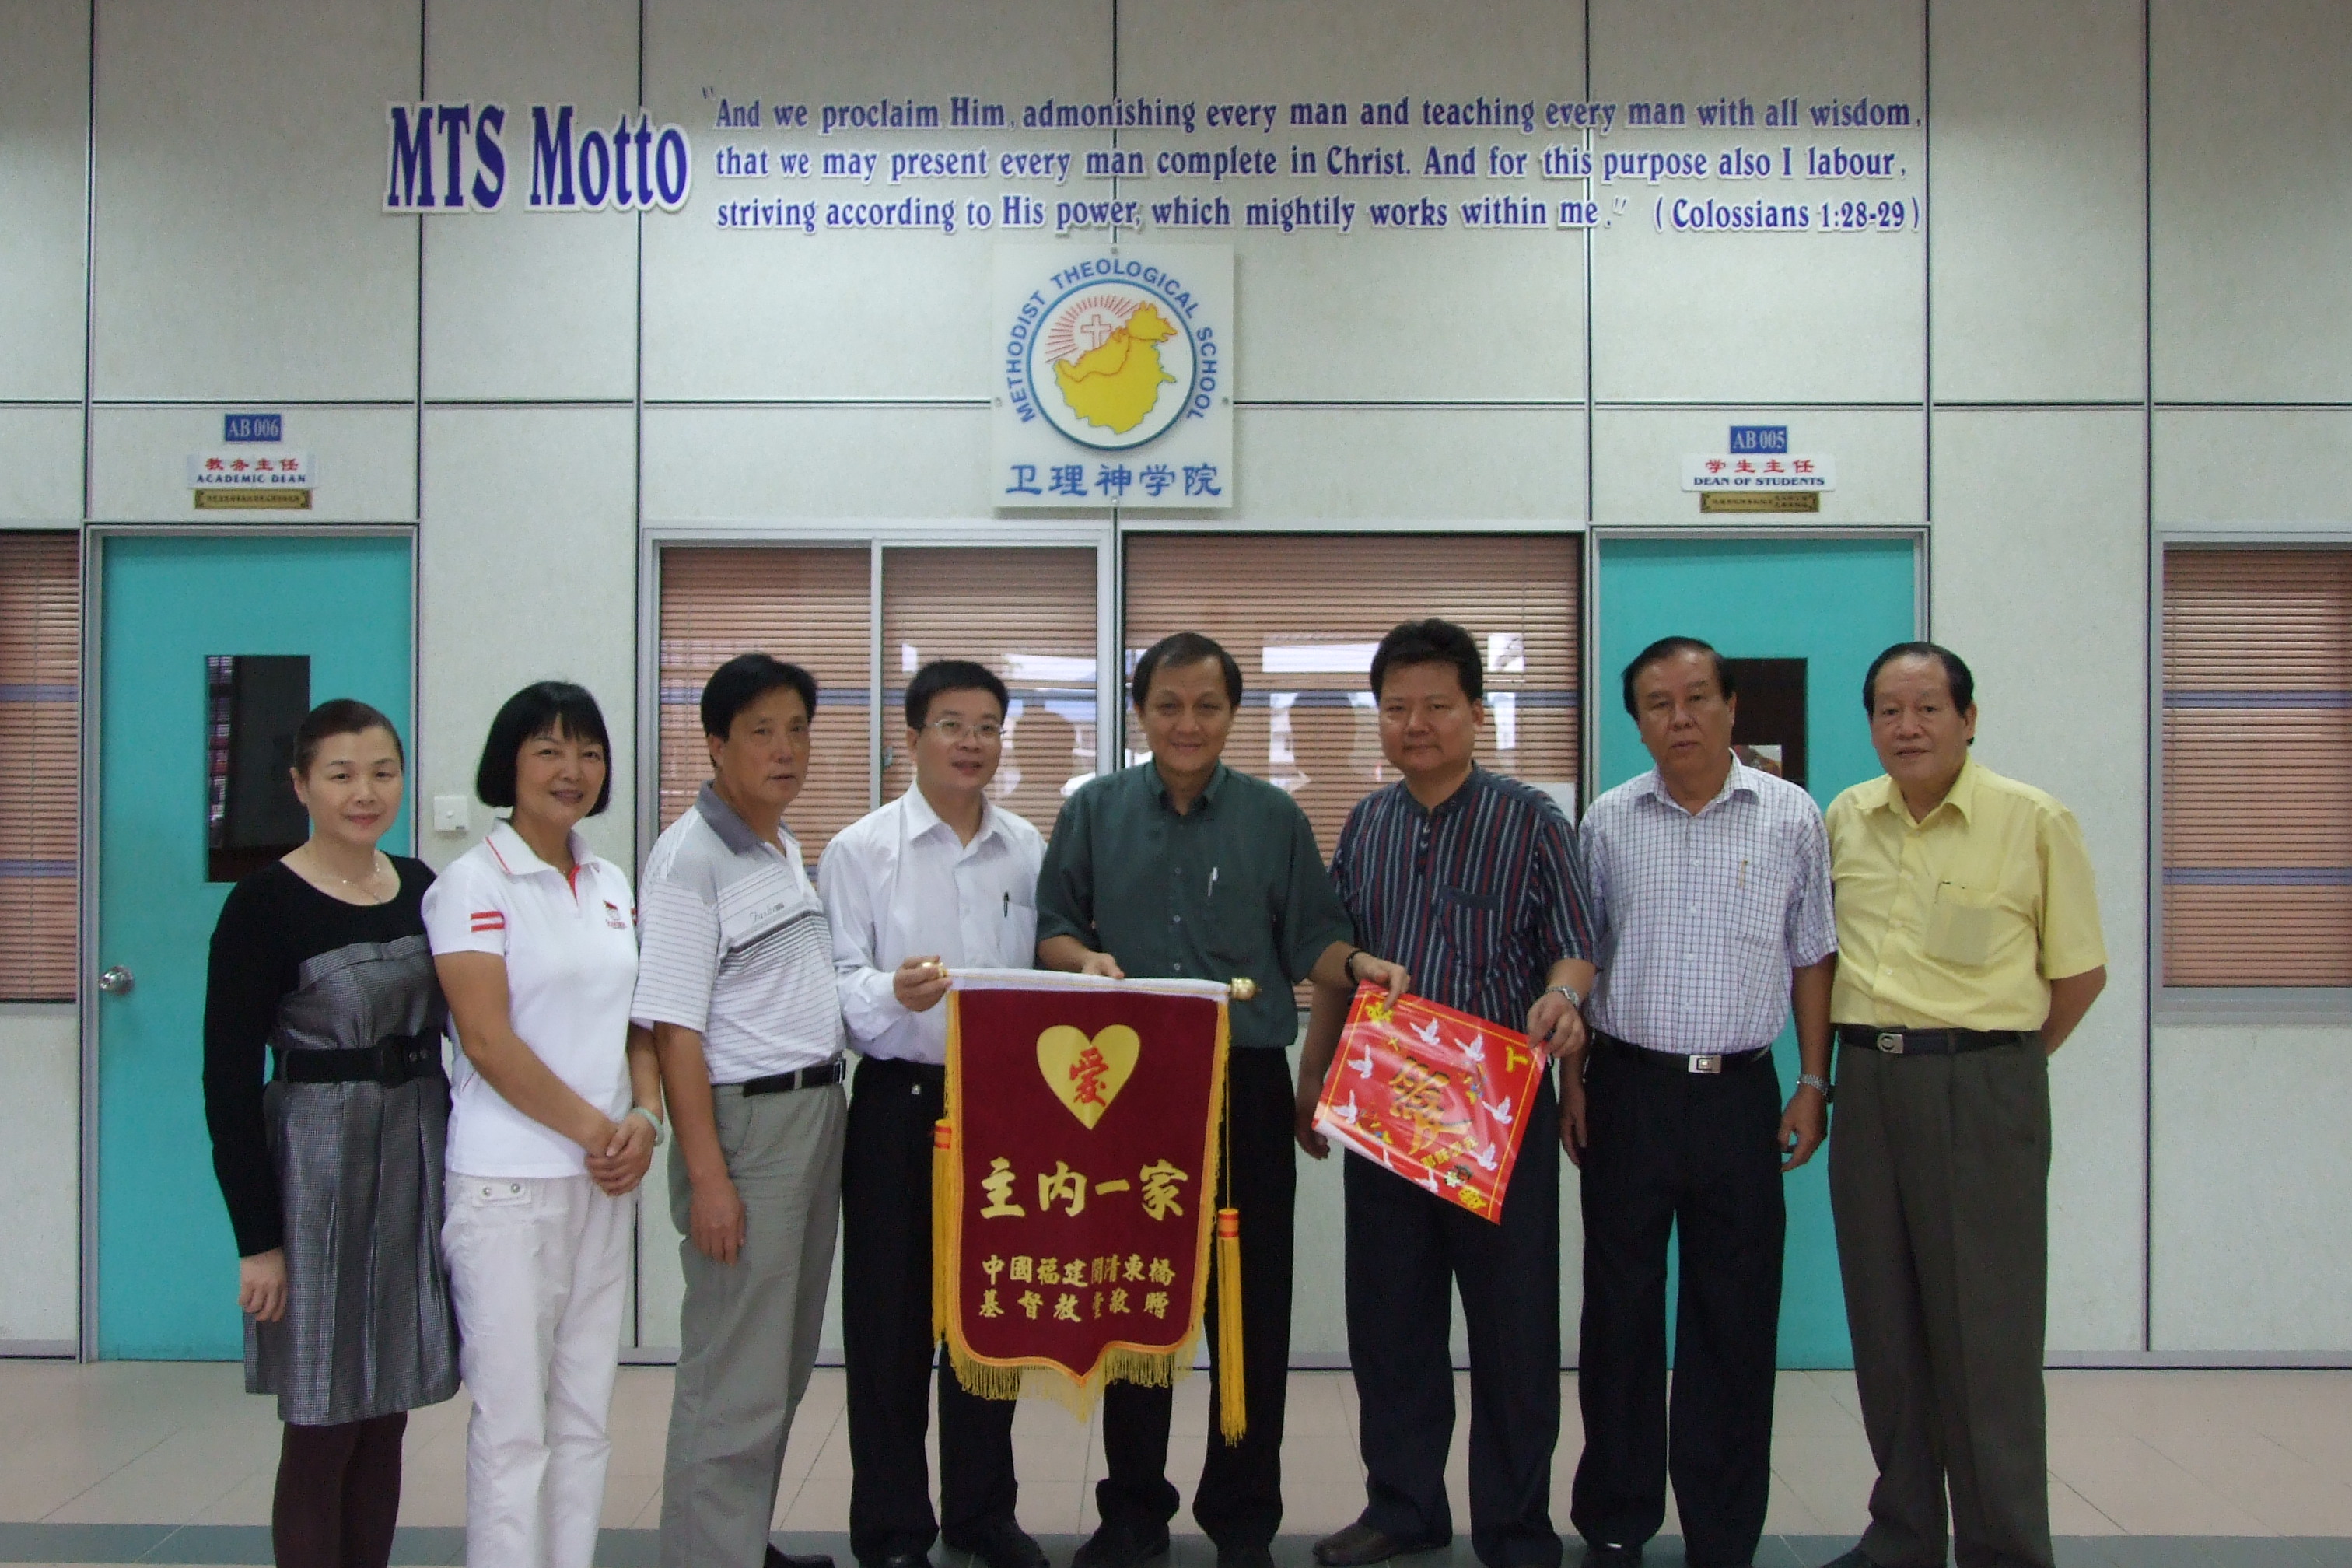 MTS Motto
"And we proclaim Him, admonishing every man and teaching every man with all wisdom,
that we may present every man complete in Christ. And for this purpose also I labour,
striving according to His power, which mightily works within me." (Colossians 1:28-29)
METHODIST THEOLOGICAL SCHOOL
卫理神学院
AB 006
教务主任
ACADEMIC DEAN
AB 005
学生主任
DEAN OF STUDENTS
愛
主内一家
中國福建閩清東橋
基督教堂敬贈
愛